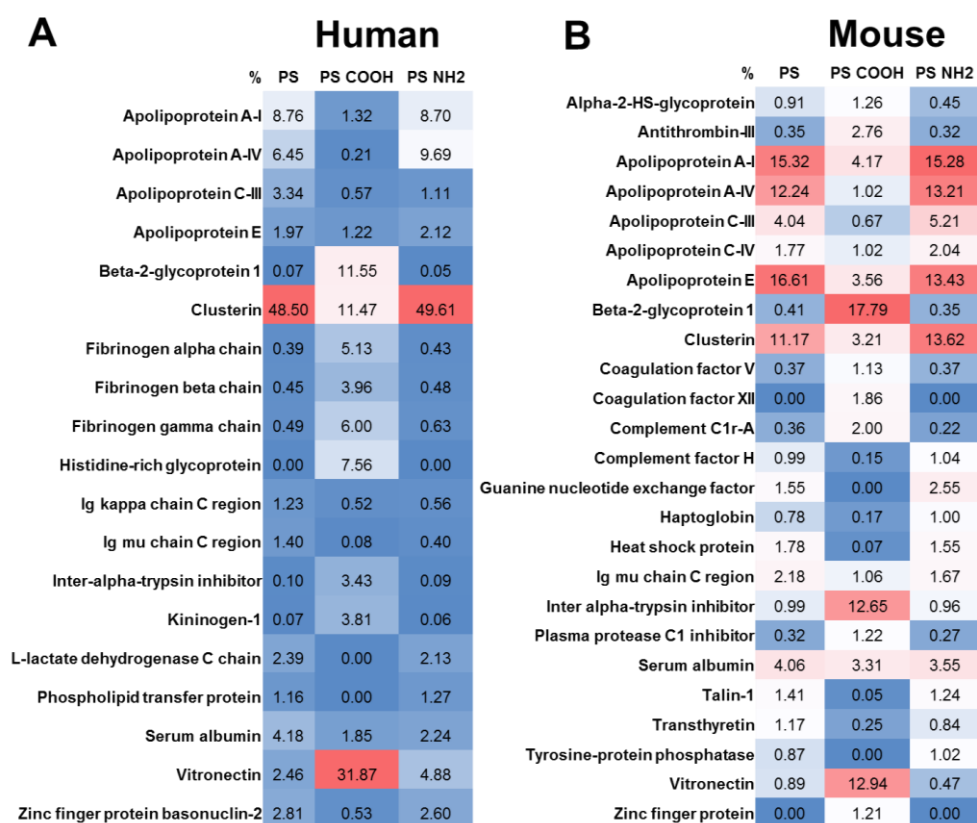 A Human
% PS PS COOH PS NH2
Apolipoprotein A-I 8.76 1.32 8.70
Apolipoprotein A-IV 6.45 0.21 9.69
Apolipoprotein C-III 3.34 0.57 1.11
Apolipoprotein E 1.97 1.22 2.12
Beta-2-glycoprotein 1 0.07 11.55 0.05
Clusterin 48.50 11.47 49.61
Fibrinogen alpha chain 0.39 5.13 0.43
Fibrinogen beta chain 0.45 3.96 0.48
Fibrinogen gamma chain 0.49 6.00 0.63
Histidine-rich glycoprotein 0.00 7.56 0.00
Ig kappa chain C region 1.23 0.52 0.56
Ig mu chain C region 1.40 0.08 0.40
Inter-alpha-trypsin inhibitor 0.10 3.43 0.09
Kininogen-1 0.07 3.81 0.06
L-lactate dehydrogenase C chain 2.39 0.00 2.13
Phospholipid transfer protein 1.16 0.00 1.27
Serum albumin 4.18 1.85 2.24
Vitronectin 2.46 31.87 4.88
Zinc finger protein basonuclin-2 2.81 0.53 2.60
B Mouse
% PS PS COOH PS NH2
Alpha-2-HS-glycoprotein 0.91 1.26 0.45
Antithrombin-III 0.35 2.76 0.32
Apolipoprotein A-I 15.32 4.17 15.28
Apolipoprotein A-IV 12.24 1.02 13.21
Apolipoprotein C-III 4.04 0.67 5.21
Apolipoprotein C-IV 1.77 1.02 2.04
Apolipoprotein E 16.61 3.56 13.43
Beta-2-glycoprotein 1 0.41 17.79 0.35
Clusterin 11.17 3.21 13.62
Coagulation factor V 0.37 1.13 0.37
Coagulation factor XII 0.00 1.86 0.00
Complement C1r-A 0.36 2.00 0.22
Complement factor H 0.99 0.15 1.04
Guanine nucleotide exchange factor 1.55 0.00 2.55
Haptoglobin 0.78 0.17 1.00
Heat shock protein 1.78 0.07 1.55
Ig mu chain C region 2.18 1.06 1.67
Inter alpha-trypsin inhibitor 0.99 12.65 0.96
Plasma protease C1 inhibitor 0.32 1.22 0.27
Serum albumin 4.06 3.31 3.55
Talin-1 1.41 0.05 1.24
Transthyretin 1.17 0.25 0.84
Tyrosine-protein phosphatase 0.87 0.00 1.02
Vitronectin 0.89 12.94 0.47
Zinc finger protein 0.00 1.21 0.00